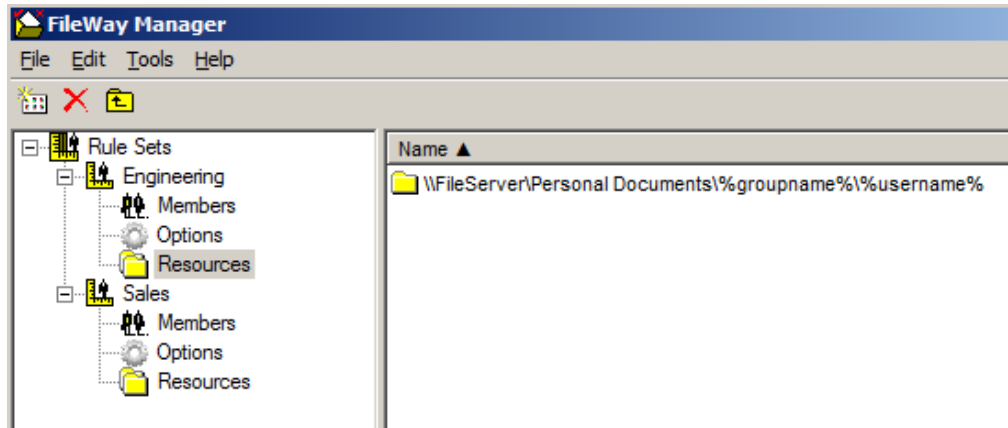 FileWay Manager
File Edit Tools Help
Rule Sets
Engineering
Members
Options
Resources
Sales
Members
Options
Resources
Name ▲
\\FileServer\Personal Documents\%groupname%\%username%